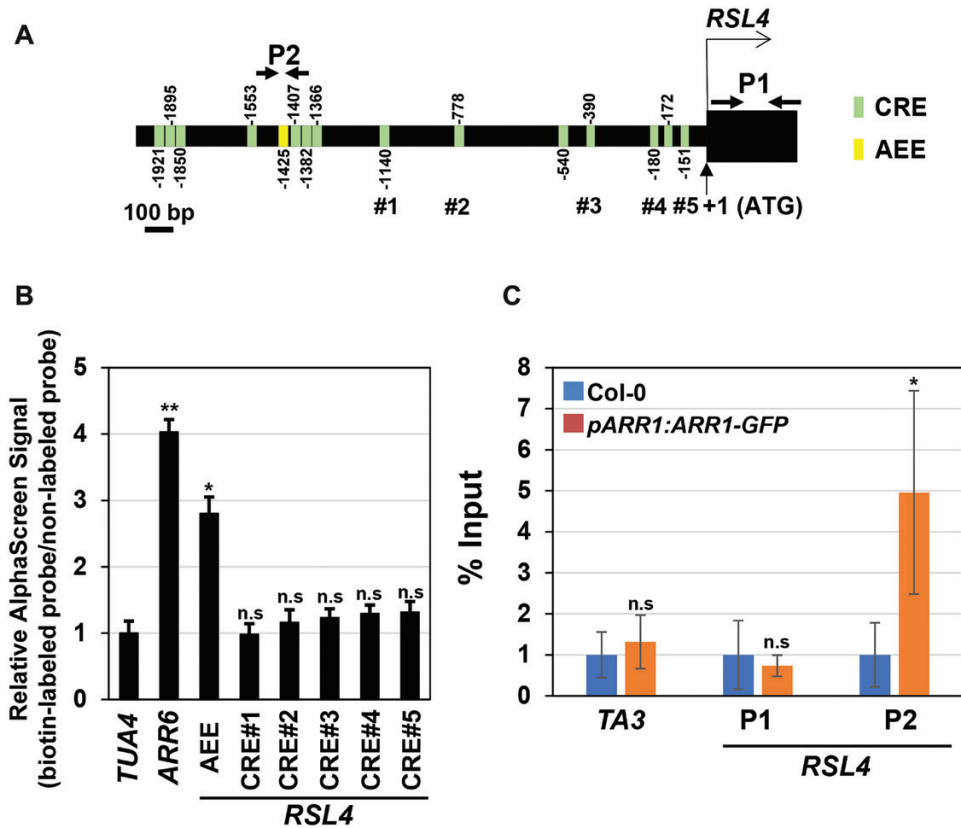 A
RSL4
P2
P1
-1895
-1553
-1407
-1366
-778
-390
-172
CRE
AEE
-1921
-1850
-1425
-1382
-1140
-540
-180
-151
100 bp
#1
#2
#3
#4
#5
+1 (ATG)
B
Relative AlphaScreen Signal
(biotin-labeled probe/non-labeled probe)
5
4
3
2
1
0
**
*
n.s
n.s
n.s
n.s
n.s
TUA4
ARR6
AEE
CRE#1
CRE#2
CRE#3
CRE#4
CRE#5
RSL4
C
% Input
8
7
6
5
4
3
2
1
0
Col-0
pARR1:ARR1-GFP
n.s
n.s
*
TA3
P1
P2
RSL4